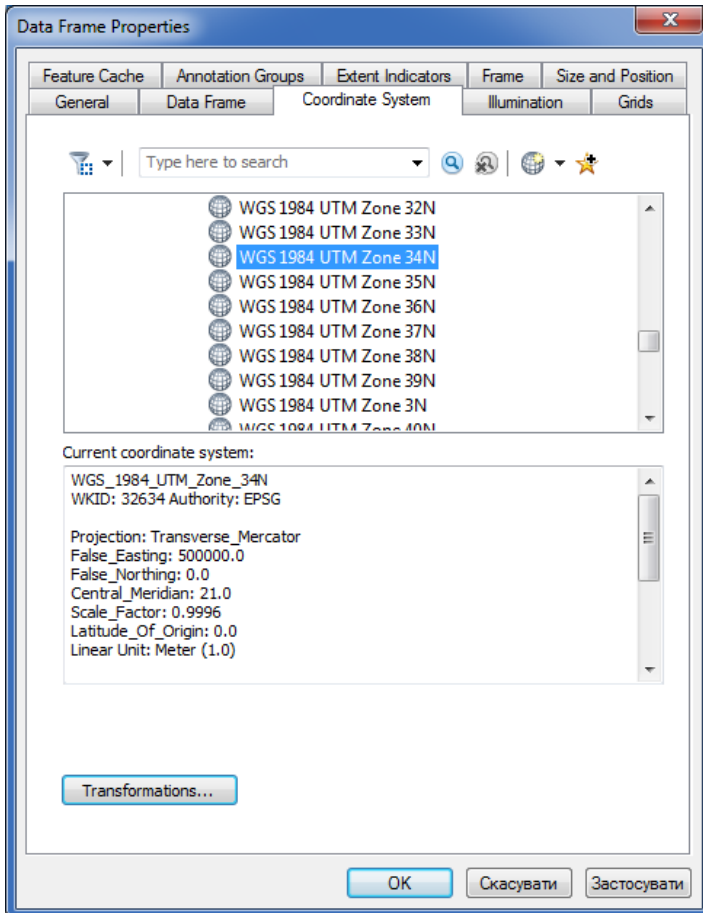 Data Frame Properties
Feature Cache Annotation Groups Extent Indicators Frame Size and Position
General Data Frame Coordinate System Illumination Grids
Type here to search
WGS 1984 UTM Zone 32N
WGS 1984 UTM Zone 33N
WGS 1984 UTM Zone 34N
WGS 1984 UTM Zone 35N
WGS 1984 UTM Zone 36N
WGS 1984 UTM Zone 37N
WGS 1984 UTM Zone 38N
WGS 1984 UTM Zone 39N
WGS 1984 UTM Zone 3N
WGS 1984 UTM Zone 40N
Current coordinate system:
WGS_1984_UTM_Zone_34N
WKID: 32634 Authority: EPSG
Projection: Transverse_Mercator
False_Easting: 500000.0
False_Northing: 0.0
Central_Meridian: 21.0
Scale_Factor: 0.9996
Latitude_Of_Origin: 0.0
Linear Unit: Meter (1.0)
Transformations...
OK Скасувати Застосувати